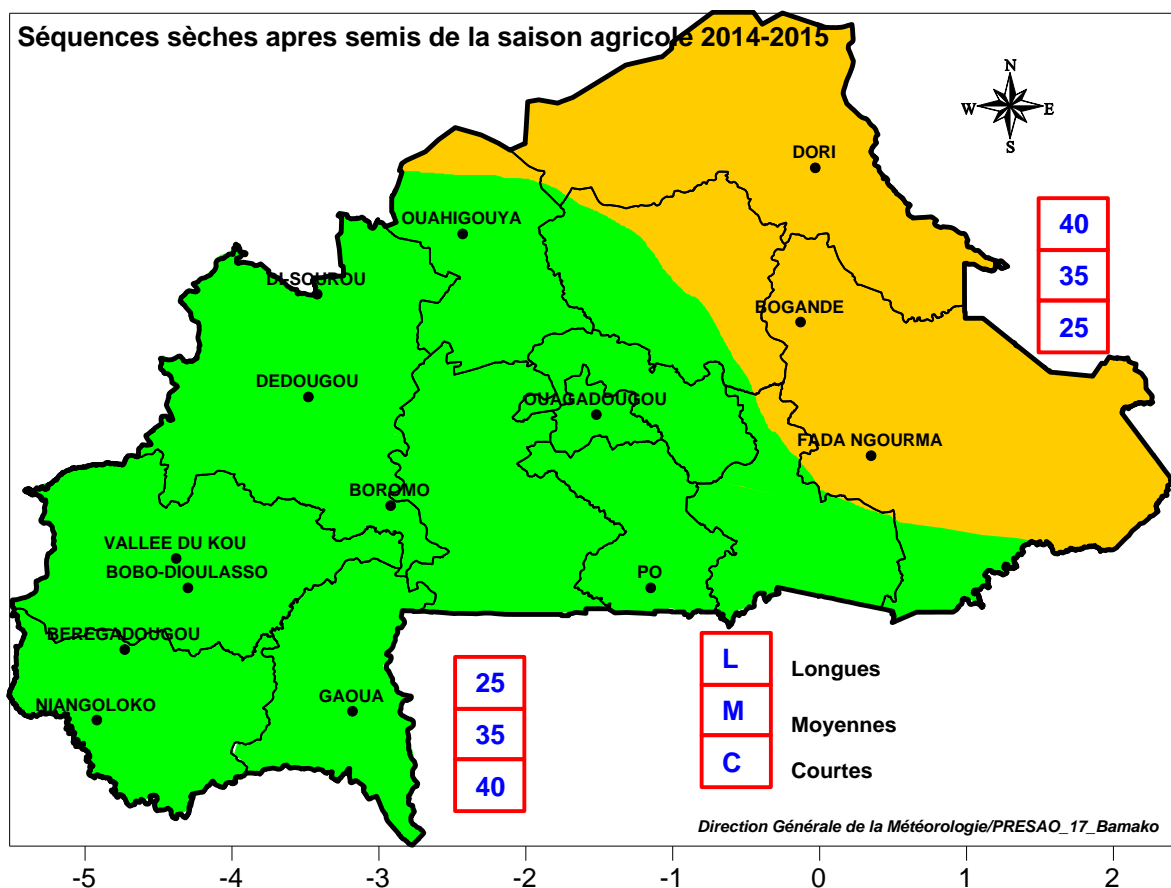 Séquences sèches apres semis de la saison agricole 2014-2015
N
W E
S
DORI
OUAHIGOUYA
40
35
25
DI-SOUROU
BOGANDE
DEDOUGOU
OUAGADOUGOU
FADA NGOURMA
BOROMO
VALLEE DU KOU
BOBO-DIOULASSO
PO
BEREGADOUGOU
NIANGOLOKO
GAOUA
25
35
40
L Longues
M Moyennes
C Courtes
Direction Générale de la Météorologie/PRESAO_17_Bamako
-5 -4 -3 -2 -1 0 1 2